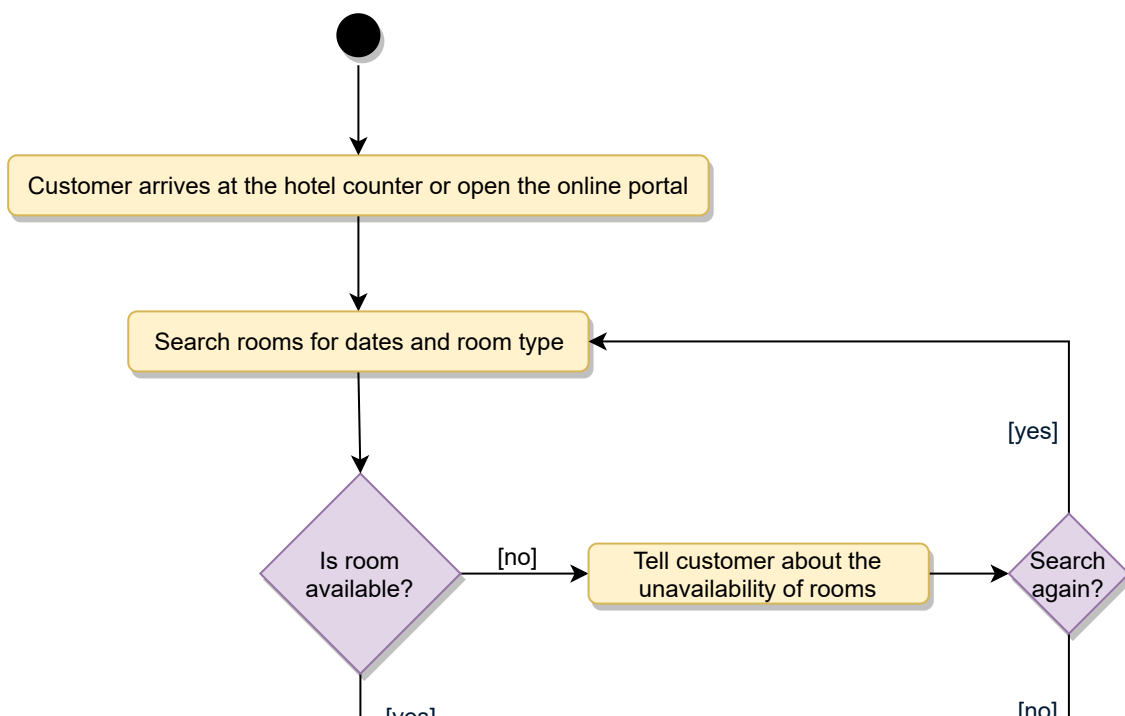 Customer arrives at the hotel counter or open the online portal
Search rooms for dates and room type
[yes]
Is room
available?
[no]
Tell customer about the
unavailability of rooms
Search
again?
[yes]
[no]